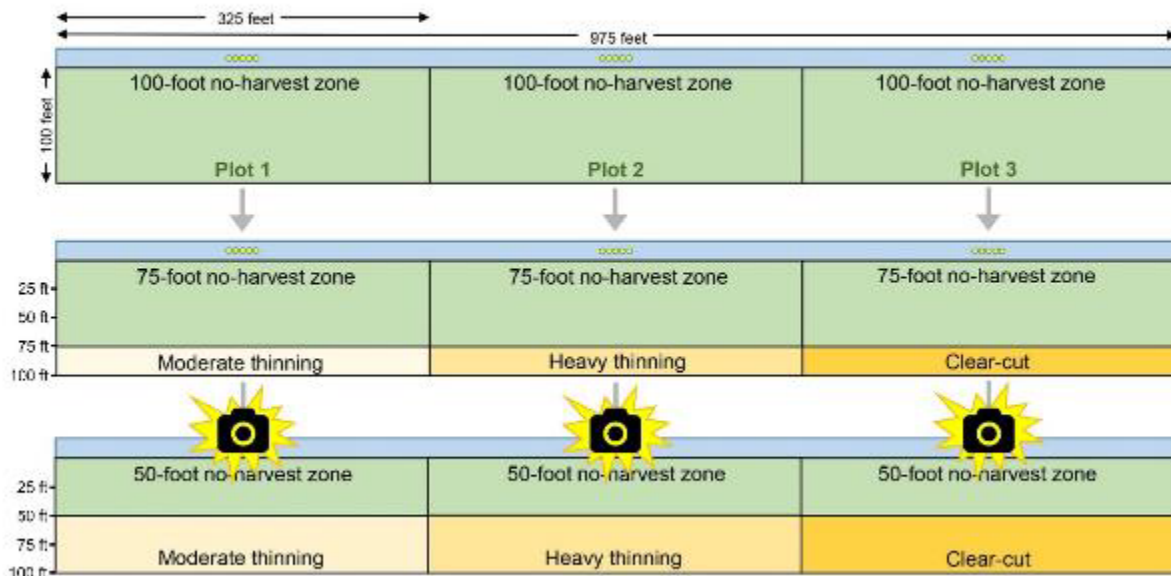 325 feet
975 feet
100 feet
100-foot no-harvest zone 100-foot no-harvest zone 100-foot no-harvest zone
Plot 1 Plot 2 Plot 3
75-foot no-harvest zone 75-foot no-harvest zone 75-foot no-harvest zone
25 ft
50 ft
75 ft
Moderate thinning Heavy thinning Clear-cut
100 ft
50-foot no-harvest zone 50-foot no-harvest zone 50-foot no-harvest zone
25 ft
50 ft
75 ft
Moderate thinning Heavy thinning Clear-cut
100 ft